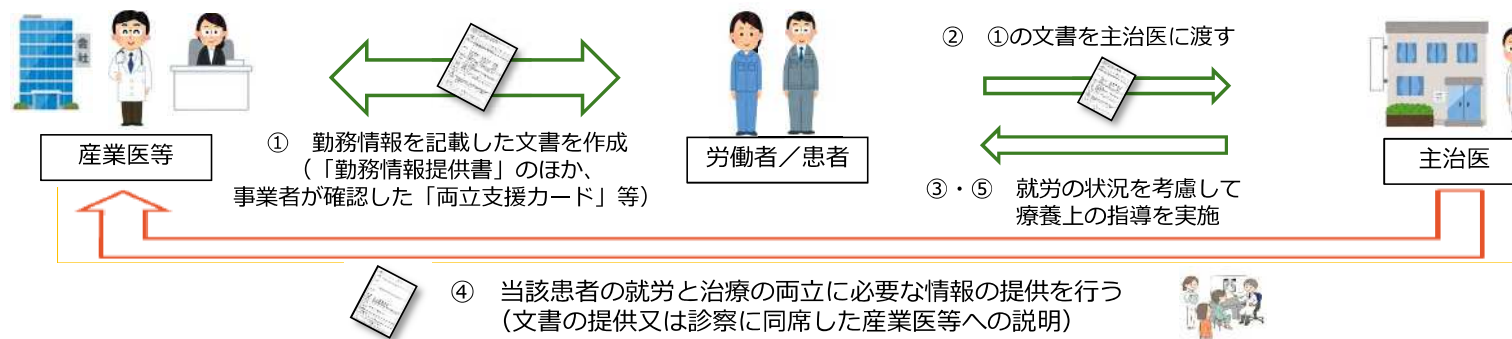 会社
産業医等
① 勤務情報を記載した文書を作成
（「勤務情報提供書」のほか、
事業者が確認した「両立支援カード」等）
労働者／患者
② ①の文書を主治医に渡す
③・⑤ 就労の状況を考慮して
療養上の指導を実施
主治医
④ 当該患者の就労と治療の両立に必要な情報の提供を行う
（文書の提供又は診察に同席した産業医等への説明）